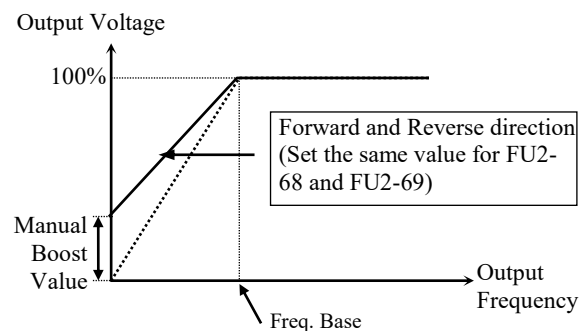 Output Voltage
100%
Forward and Reverse direction
(Set the same value for FU2-
68 and FU2-69)
Manual
Boost
Value
Output
Frequency
Freq. Base